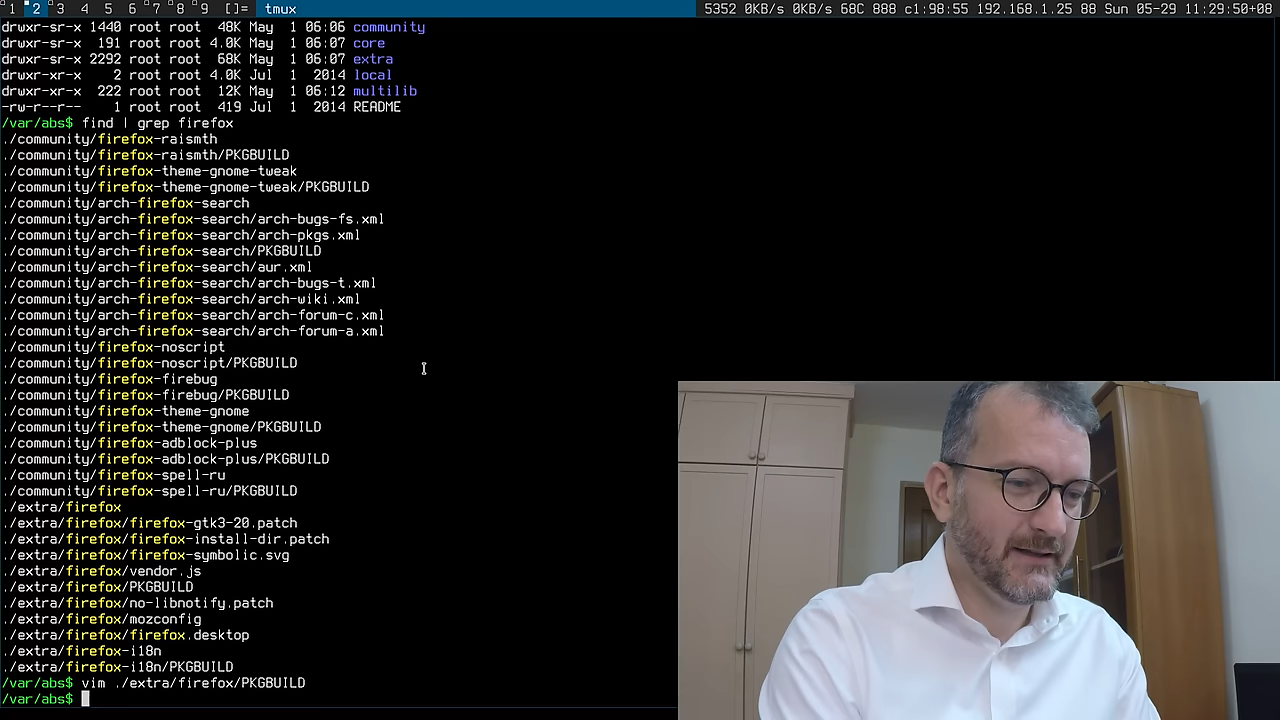 1 2 3 4 5 6 7 8 9 []= tmux 5352 0KB/s 0KB/s 68C 888 c1:98:55 192.168.1.25 88 Sun 05-29 11:29:50+08
drwxr-sr-x 1440 root root 48K May 1 06:06 community
drwxr-sr-x 191 root root 4.0K May 1 06:07 core
drwxr-sr-x 2292 root root 68K May 1 06:07 extra
drwxr-xr-x 2 root root 4.0K Jul 1 2014 local
drwxr-xr-x 222 root root 12K May 1 06:12 multilib
-rw-r--r-- 1 root root 419 Jul 1 2014 README
/var/abs$ find | grep firefox
./community/firefox-raismth
./community/firefox-raismth/PKGBUILD
./community/firefox-theme-gnome-tweak
./community/firefox-theme-gnome-tweak/PKGBUILD
./community/arch-firefox-search
./community/arch-firefox-search/arch-bugs-fs.xml
./community/arch-firefox-search/arch-pkgs.xml
./community/arch-firefox-search/PKGBUILD
./community/arch-firefox-search/aur.xml
./community/arch-firefox-search/arch-bugs-t.xml
./community/arch-firefox-search/arch-wiki.xml
./community/arch-firefox-search/arch-forum-c.xml
./community/arch-firefox-search/arch-forum-a.xml
./community/firefox-noscript
./community/firefox-noscript/PKGBUILD
./community/firefox-firebug
./community/firefox-firebug/PKGBUILD
./community/firefox-theme-gnome
./community/firefox-theme-gnome/PKGBUILD
./community/firefox-adblock-plus
./community/firefox-adblock-plus/PKGBUILD
./community/firefox-spell-ru
./community/firefox-spell-ru/PKGBUILD
./extra/firefox
./extra/firefox/firefox-gtk3-20.patch
./extra/firefox/firefox-install-dir.patch
./extra/firefox/firefox-symbolic.svg
./extra/firefox/vendor.js
./extra/firefox/PKGBUILD
./extra/firefox/no-libnotify.patch
./extra/firefox/mozconfig
./extra/firefox/firefox.desktop
./extra/firefox-i18n
./extra/firefox-i18n/PKGBUILD
/var/abs$ vim ./extra/firefox/PKGBUILD
/var/abs$